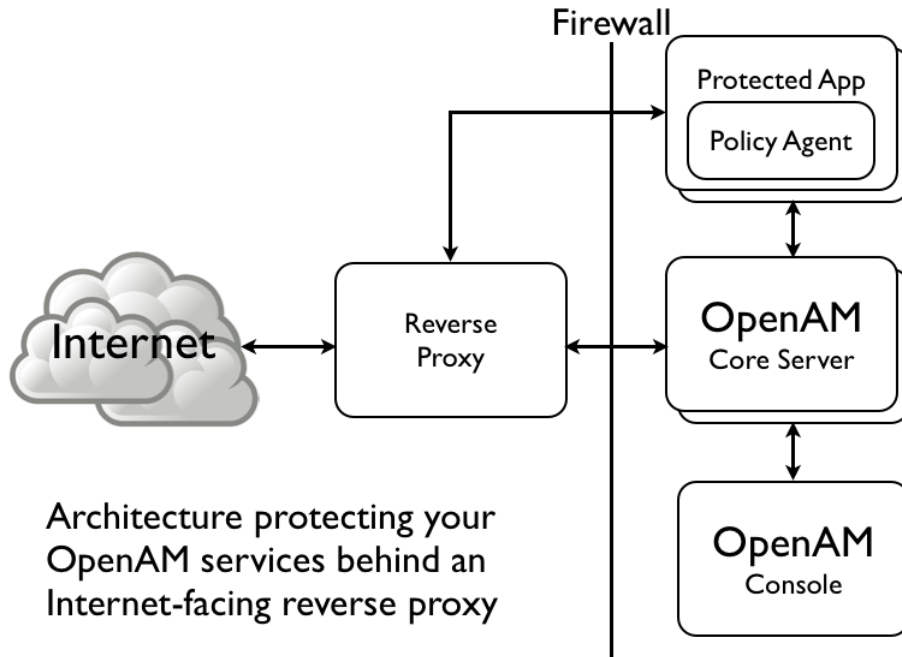 Firewall
Protected App
Policy Agent
Internet
Reverse
Proxy
OpenAM
Core Server
OpenAM
Console
Architecture protecting your
OpenAM services behind an
Internet-facing reverse proxy